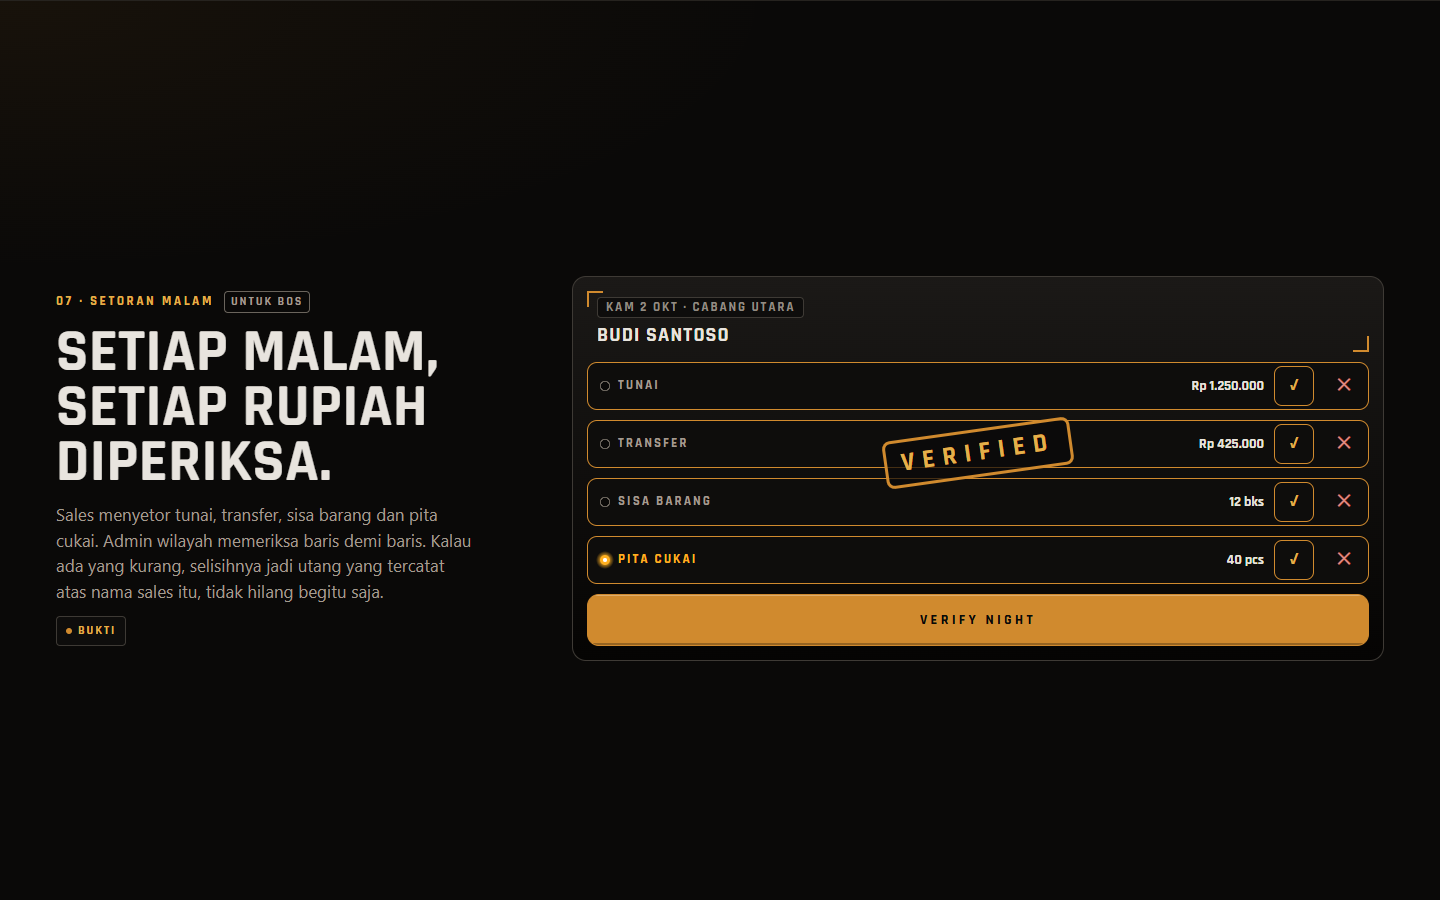 07 · SETORAN MALAM UNTUK BOS
SETIAP MALAM,
SETIAP RUPIAH
DIPERIKSA.
Sales menyetor tunai, transfer, sisa barang dan pita
cukai. Admin wilayah memeriksa baris demi baris. Kalau
ada yang kurang, selisihnya jadi utang yang tercatat
atas nama sales itu, tidak hilang begitu saja.
BUKTI
KAM 2 OKT · CABANG UTARA
BUDI SANTOSO
TUNAI Rp 1.250.000 ✓ ✕
TRANSFER Rp 425.000 ✓ ✕
VERIFIED
SISA BARANG 12 bks ✓ ✕
PITA CUKAI 40 pcs ✓ ✕
VERIFY NIGHT